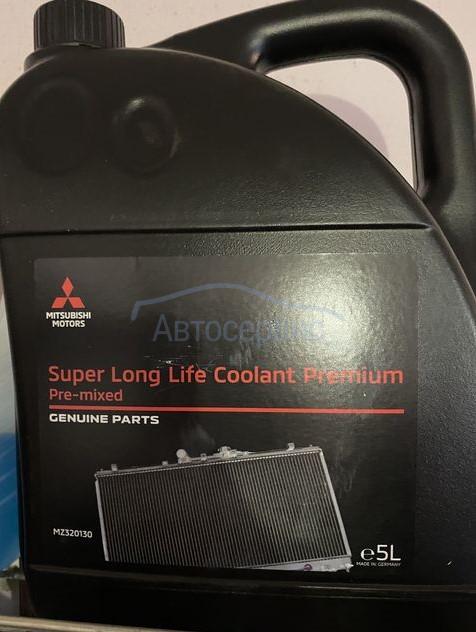 MITSUBISHI
MOTORS
Автосервис
Super Long Life Coolant Premium
Pre-mixed
GENUINE PARTS
MZ320130
e5L
MADE IN GERMANY